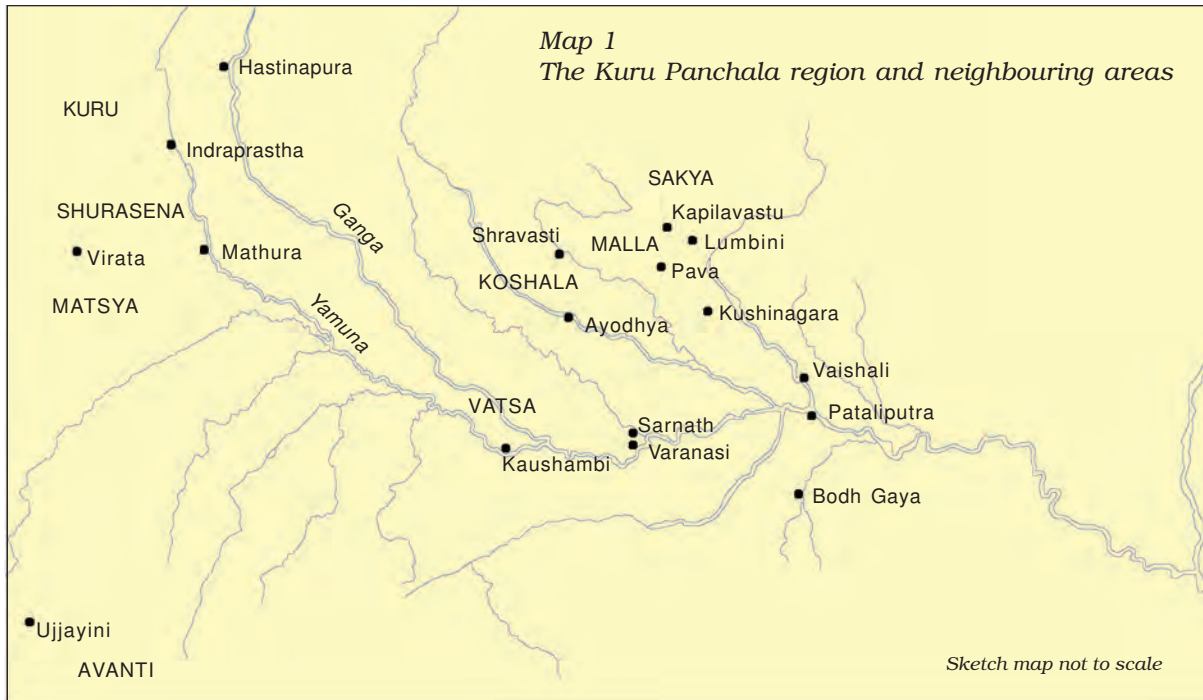 Map 1
The Kuru Panchala region and neighbouring areas
Hastinapura
KURU
Indraprastha
SAKYA
SHURASENA
Ganga
Kapilavastu
Shravasti
MALLA
Lumbini
Virata
Mathura
Pava
KOSHALA
MATSYA
Yamuna
Ayodhya
Kushinagara
Vaishali
VATSA
Pataliputra
Sarnath
Kaushambi
Varanasi
Bodh Gaya
Ujjayini
AVANTI
Sketch map not to scale